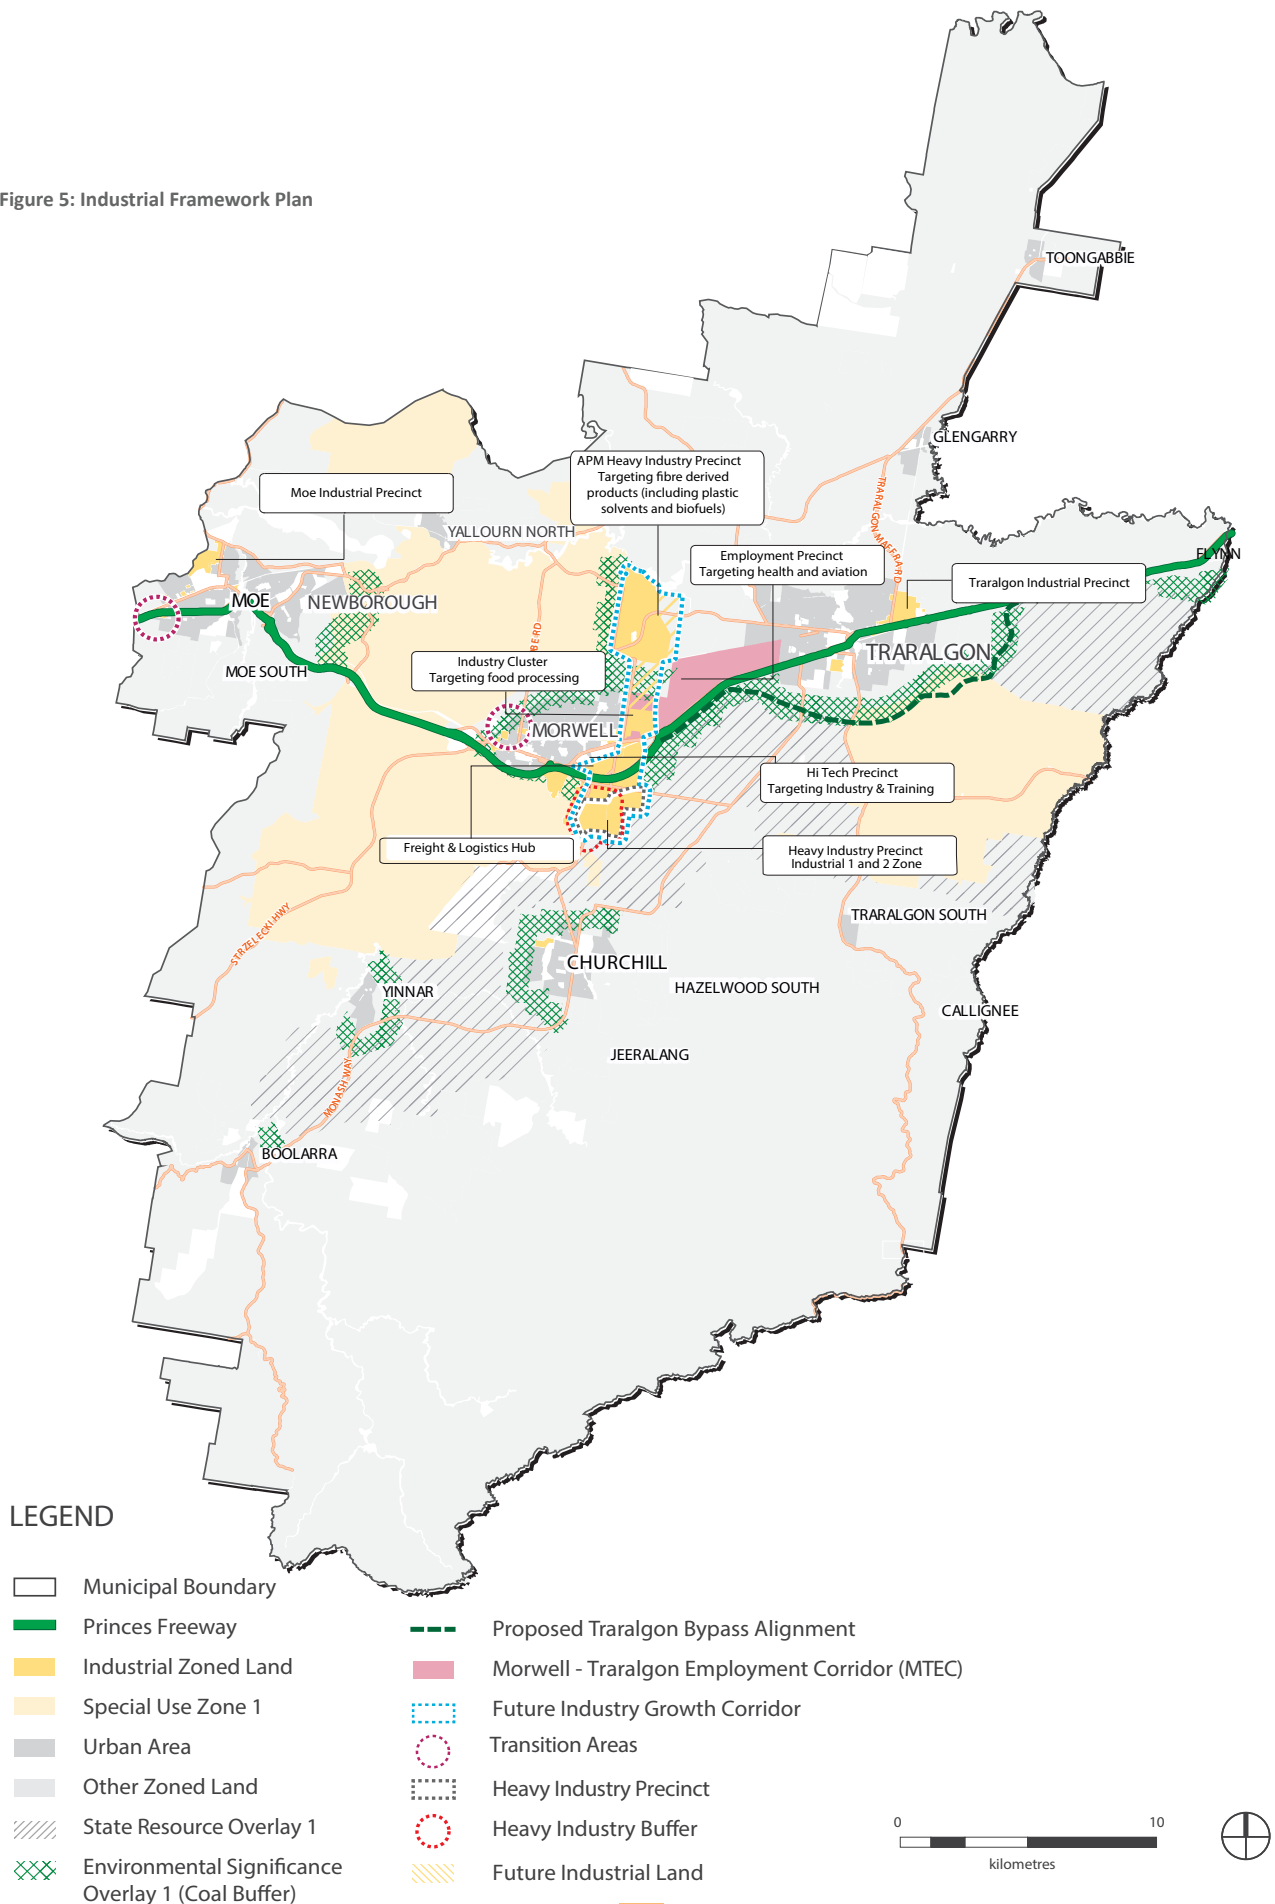 Figure 5: Industrial Framework Plan
TOONGABBIE
GLENGARRY
APM Heavy Industry Precinct
Targeting fibre derived
products (including plastic
solvents and biofuels)
Moe Industrial Precinct
TRARALGON MAFFRA RD
YALLOURN NORTH
FLYNN
Employment Precinct
Targeting health and aviation
Traralgon Industrial Precinct
MOE
NEWBOROUGH
BE RD
TRARALGON
MOE SOUTH
Industry Cluster
Targeting food processing
MORWELL
Hi Tech Precinct
Targeting Industry & Training
Freight & Logistics Hub
Heavy Industry Precinct
Industrial 1 and 2 Zone
STRZELECKI HWY
TRARALGON SOUTH
CHURCHILL
YINNAR
HAZELWOOD SOUTH
CALLIGNEE
JEERALANG
MONASH WAY
BOOLARRA
LEGEND
Municipal Boundary
Princes Freeway
Industrial Zoned Land
Special Use Zone 1
Urban Area
Other Zoned Land
State Resource Overlay 1
Environmental Significance
Overlay 1 (Coal Buffer)
Proposed Traralgon Bypass Alignment
Morwell - Traralgon Employment Corridor (MTEC)
Future Industry Growth Corridor
Transition Areas
Heavy Industry Precinct
Heavy Industry Buffer
Future Industrial Land
0 10
kilometres